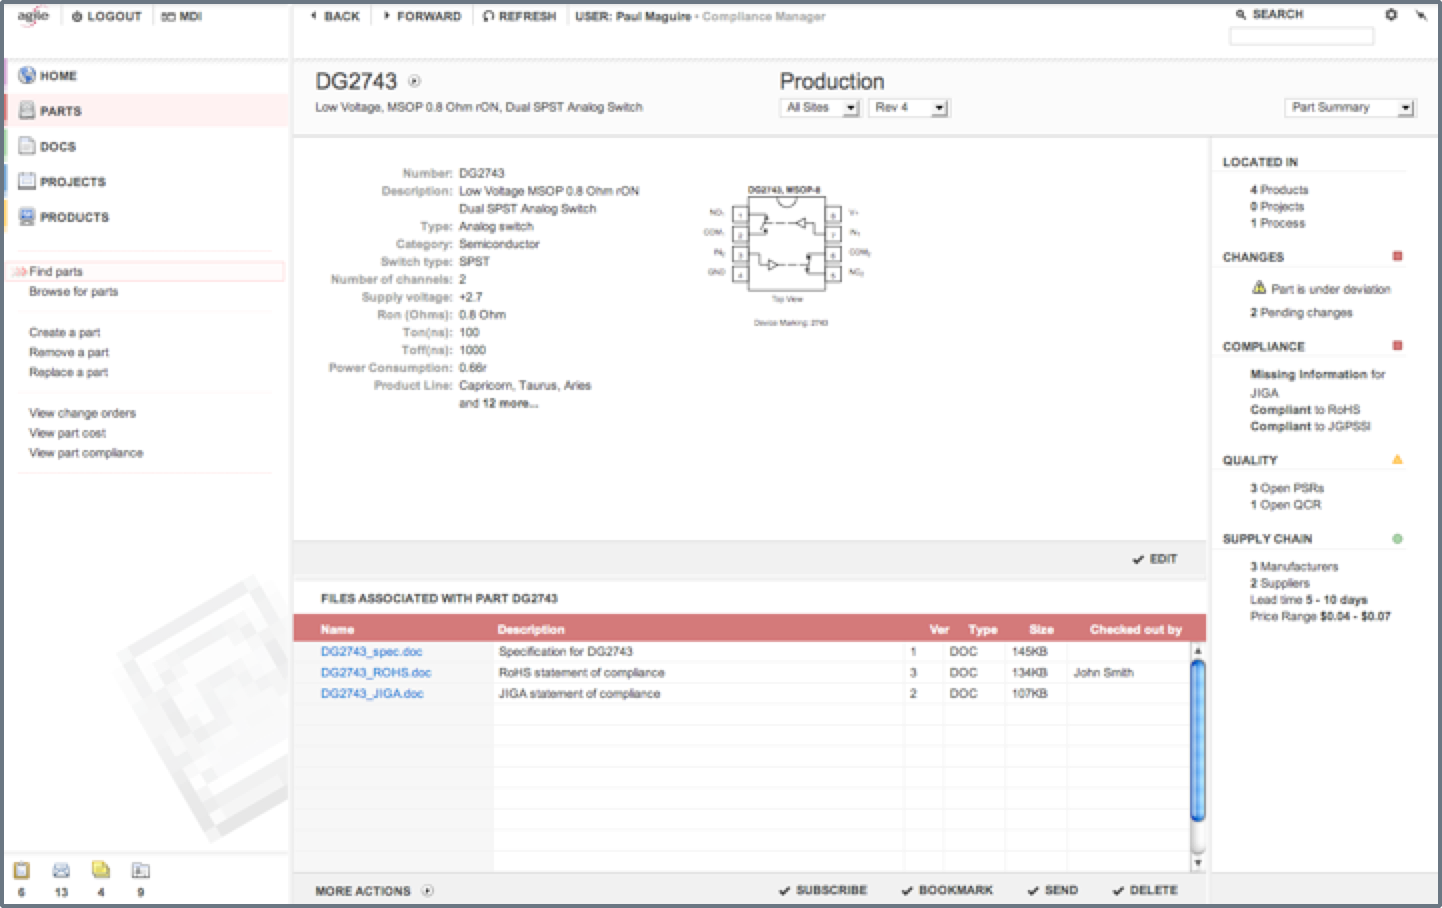 agile
LOGOUT
MDI
BACK
FORWARD
REFRESH
USER: Paul Maguire - Compliance Manager
SEARCH
HOME
PARTS
DOCS
PROJECTS
PRODUCTS
Find parts
Browse for parts
Create a part
Remove a part
Replace a part
View change orders
View part cost
View part compliance
6 13 4 9
DG2743
Low Voltage, MSOP 0.8 Ohm rON, Dual SPST Analog Switch
Production
All Sites
Rev 4
Part Summary
Number: DG2743
Description: Low Voltage MSOP 0.8 Ohm rON
Dual SPST Analog Switch
Type: Analog switch
Category: Semiconductor
Switch type: SPST
Number of channels: 2
Supply voltage: +2.7
Ron (Ohms): 0.8 Ohm
Ton(ns): 100
Toff(ns): 1000
Power Consumption: 0.66r
Product Line: Capricorn, Taurus, Aries
and 12 more...
DG2743, MSOP-8
NO₁ 1 8 V+
COM₁ 2 7 IN₁
IN₂ 3 6 COM₂
GND 4 5 NO₂
Top View
Device Marking: 2743
EDIT
FILES ASSOCIATED WITH PART DG2743
Name Description Ver Type Size Checked out by
DG2743_spec.doc Specification for DG2743 1 DOC 145KB
DG2743_ROHS.doc RoHS statement of compliance 3 DOC 134KB John Smith
DG2743_JIGA.doc JIGA statement of compliance 2 DOC 107KB
MORE ACTIONS
SUBSCRIBE
BOOKMARK
SEND
DELETE
LOCATED IN
4 Products
0 Projects
1 Process
CHANGES
Part is under deviation
2 Pending changes
COMPLIANCE
Missing Information for
JIGA
Compliant to RoHS
Compliant to JGPSSI
QUALITY
3 Open PSRs
1 Open QCR
SUPPLY CHAIN
3 Manufacturers
2 Suppliers
Lead time 5 - 10 days
Price Range $0.04 - $0.07